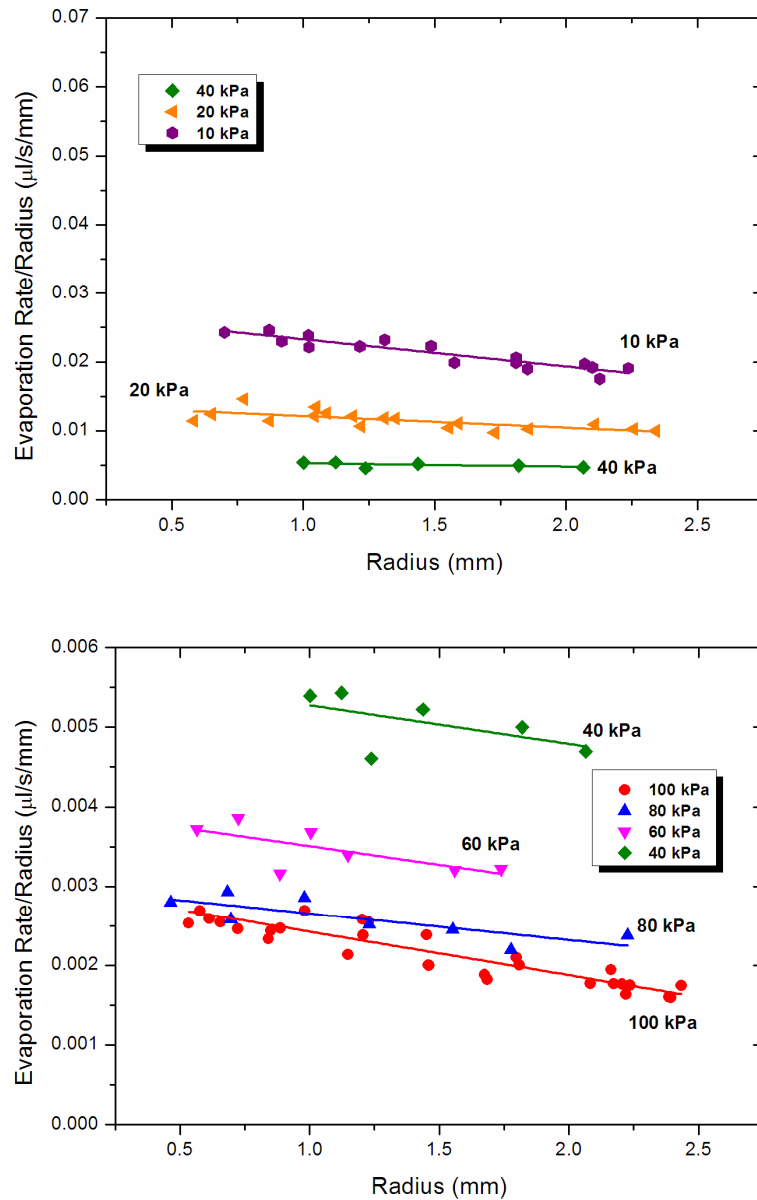 0.07
0.06
0.05
0.04
0.03
0.02
0.01
0.00
Evaporation Rate/Radius (μl/s/mm)
40 kPa
20 kPa
10 kPa
10 kPa
20 kPa
40 kPa
0.5 1.0 1.5 2.0 2.5
Radius (mm)
0.006
0.005
0.004
0.003
0.002
0.001
0.000
Evaporation Rate/Radius (μl/s/mm)
40 kPa
100 kPa
80 kPa
60 kPa
40 kPa
60 kPa
80 kPa
100 kPa
0.5 1.0 1.5 2.0 2.5
Radius (mm)